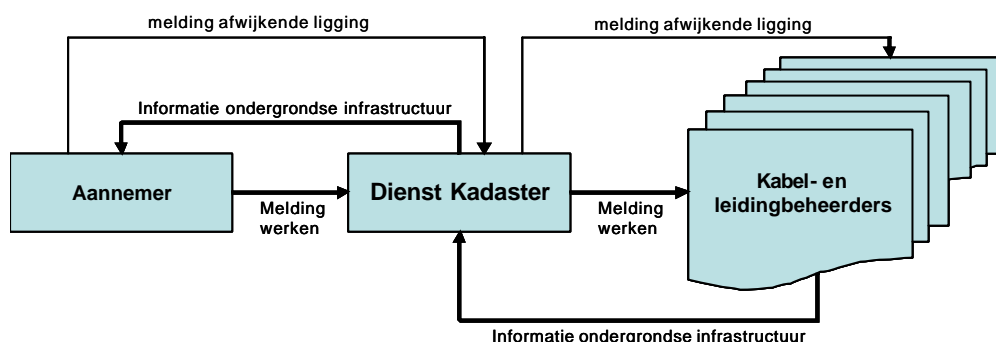 melding afwijkende ligging
melding afwijkende ligging
Informatie ondergrondse infrastructuur
Aannemer
Dienst Kadaster
Kabel- en
leidingbeheerders
Melding
werken
Melding
werken
Informatie ondergrondse infrastructuur